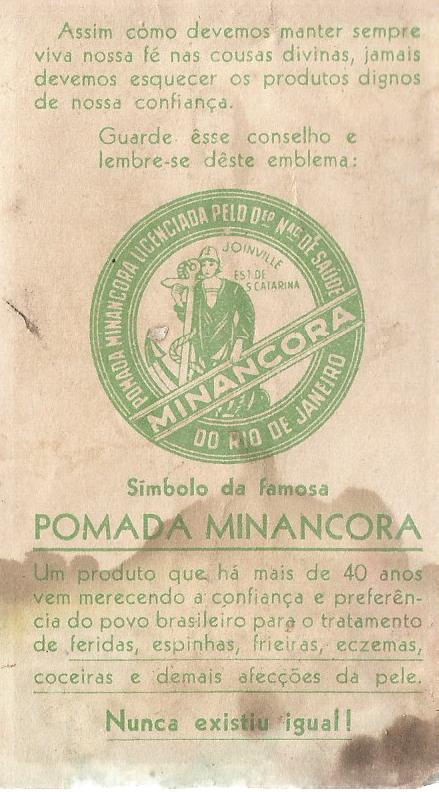 Assim como devemos manter sempre
viva nossa fé nas cousas divinas, jamais
devemos esquecer os produtos dignos
de nossa confiança.
Guarde êsse conselho e
lembre-se dêste emblema:
POMADA MINANCORA LICENCIADA PELO DEP NAC DE SAÚDE
JOINVILLE
EST. DE
S. CATARINA
MINANCORA
DO RIO DE JANEIRO
Símbolo da famosa
POMADA MINANCORA
Um produto que há mais de 40 anos
vem merecendo a confiança e preferên-
cia do povo brasileiro para o tratamento
de feridas, espinhas, frieiras, eczemas,
coceiras e demais afecções da pele.
Nunca existiu igual!